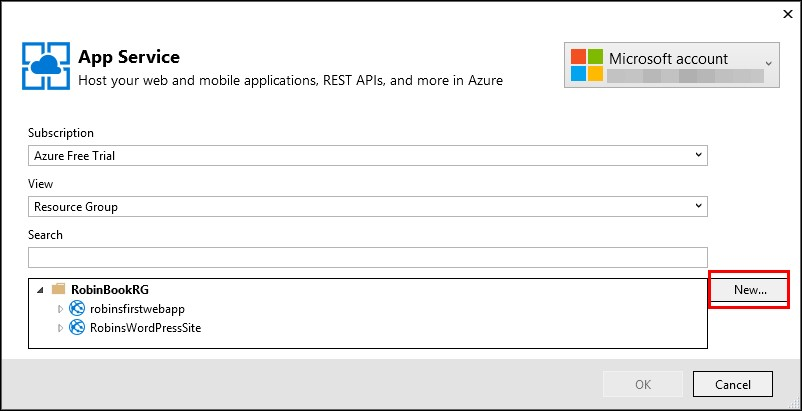 App Service
Host your web and mobile applications, REST APIs, and more in Azure
Microsoft account
Subscription
Azure Free Trial
View
Resource Group
Search
RobinBookRG
New...
robinsfirstwebapp
RobinsWordPressSite
OK
Cancel